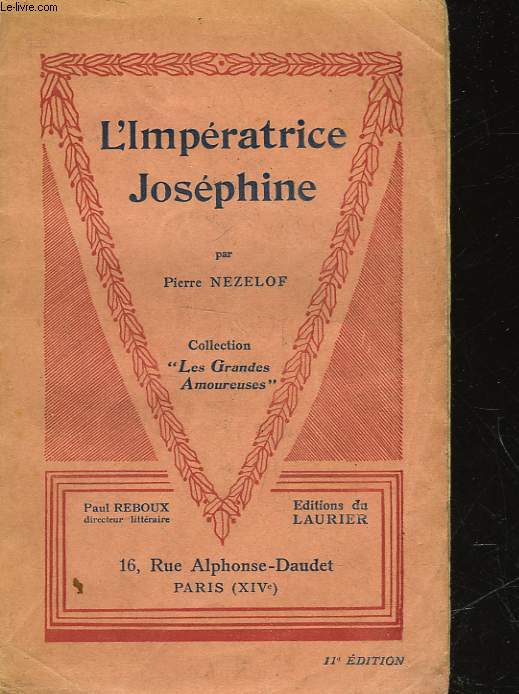 Le-livre.com
L'Impératrice
Joséphine
par
Pierre NEZELOF
Collection
"Les Grandes
Amoureuses"
Paul REBOUX
directeur littéraire
Editions du
LAURIER
16, Rue Alphonse-Daudet
PARIS (XIVe)
11e ÉDITION